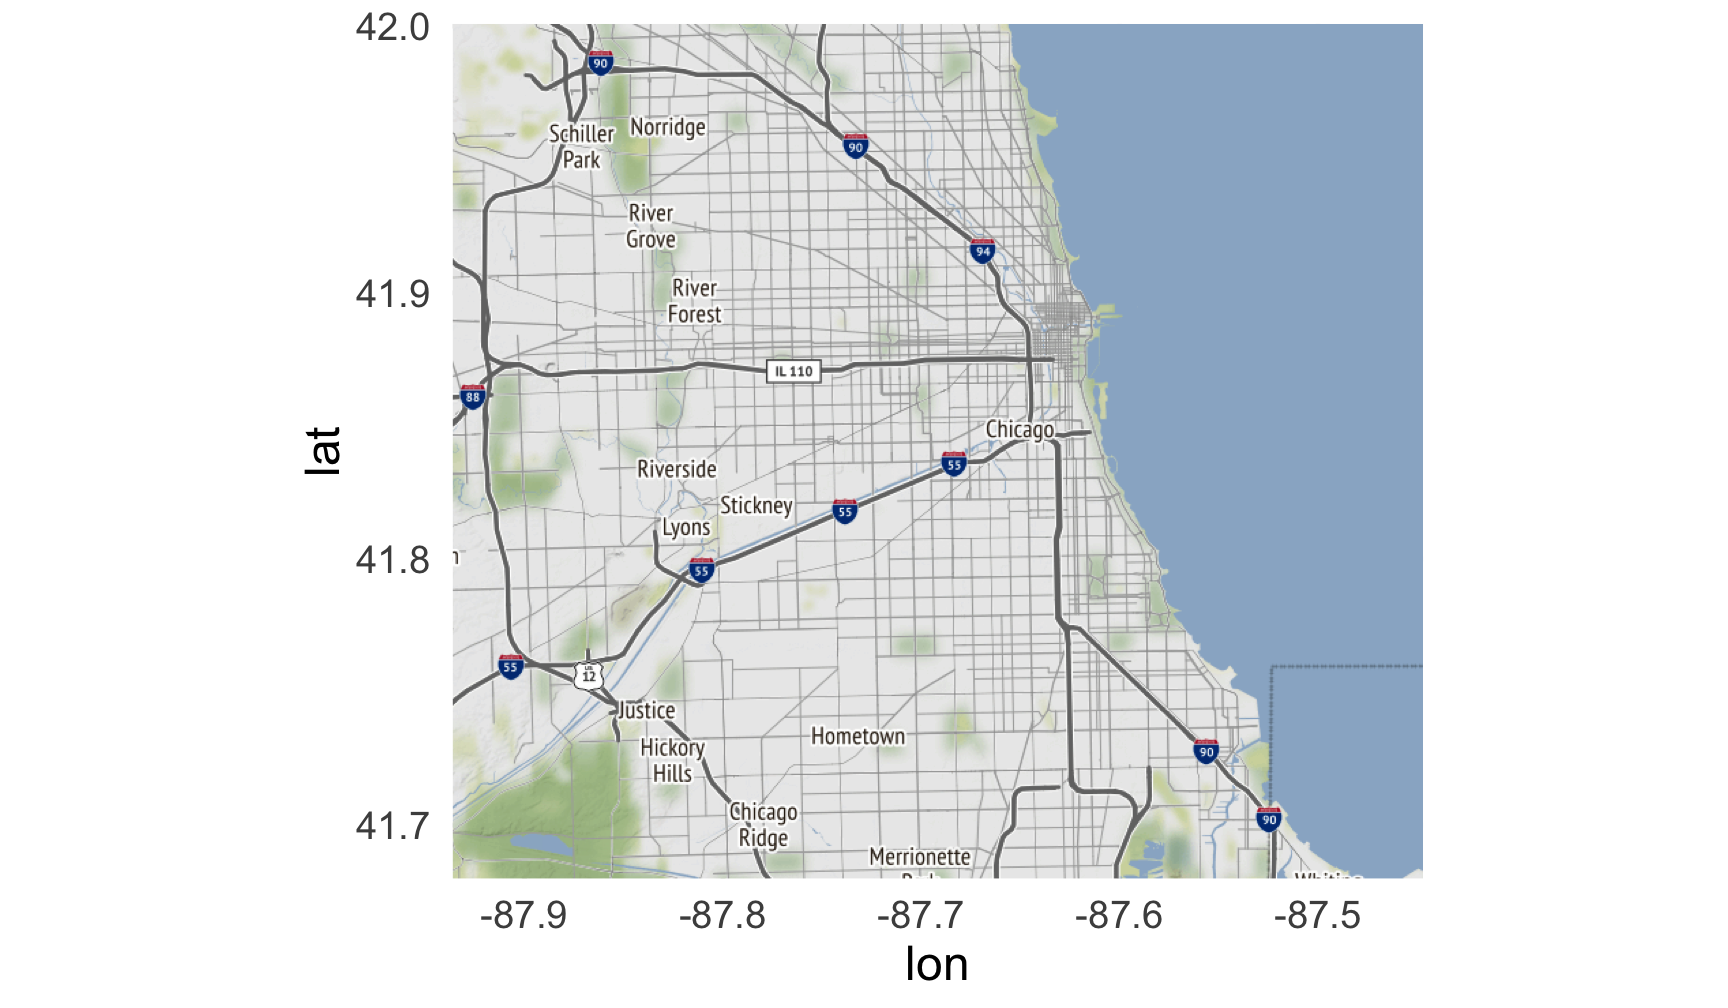 42.0
90
Schiller
Park
Norridge
90
River
Grove
94
41.9
River
Forest
IL 110
88
Chicago
lat
Riverside
55
Stickney
55
Lyons
41.8
55
55
12
Justice
Hometown
Hickory
Hills
90
Chicago
Ridge
90
41.7
Merrionette
-87.9
-87.8
-87.7
-87.6
-87.5
lon